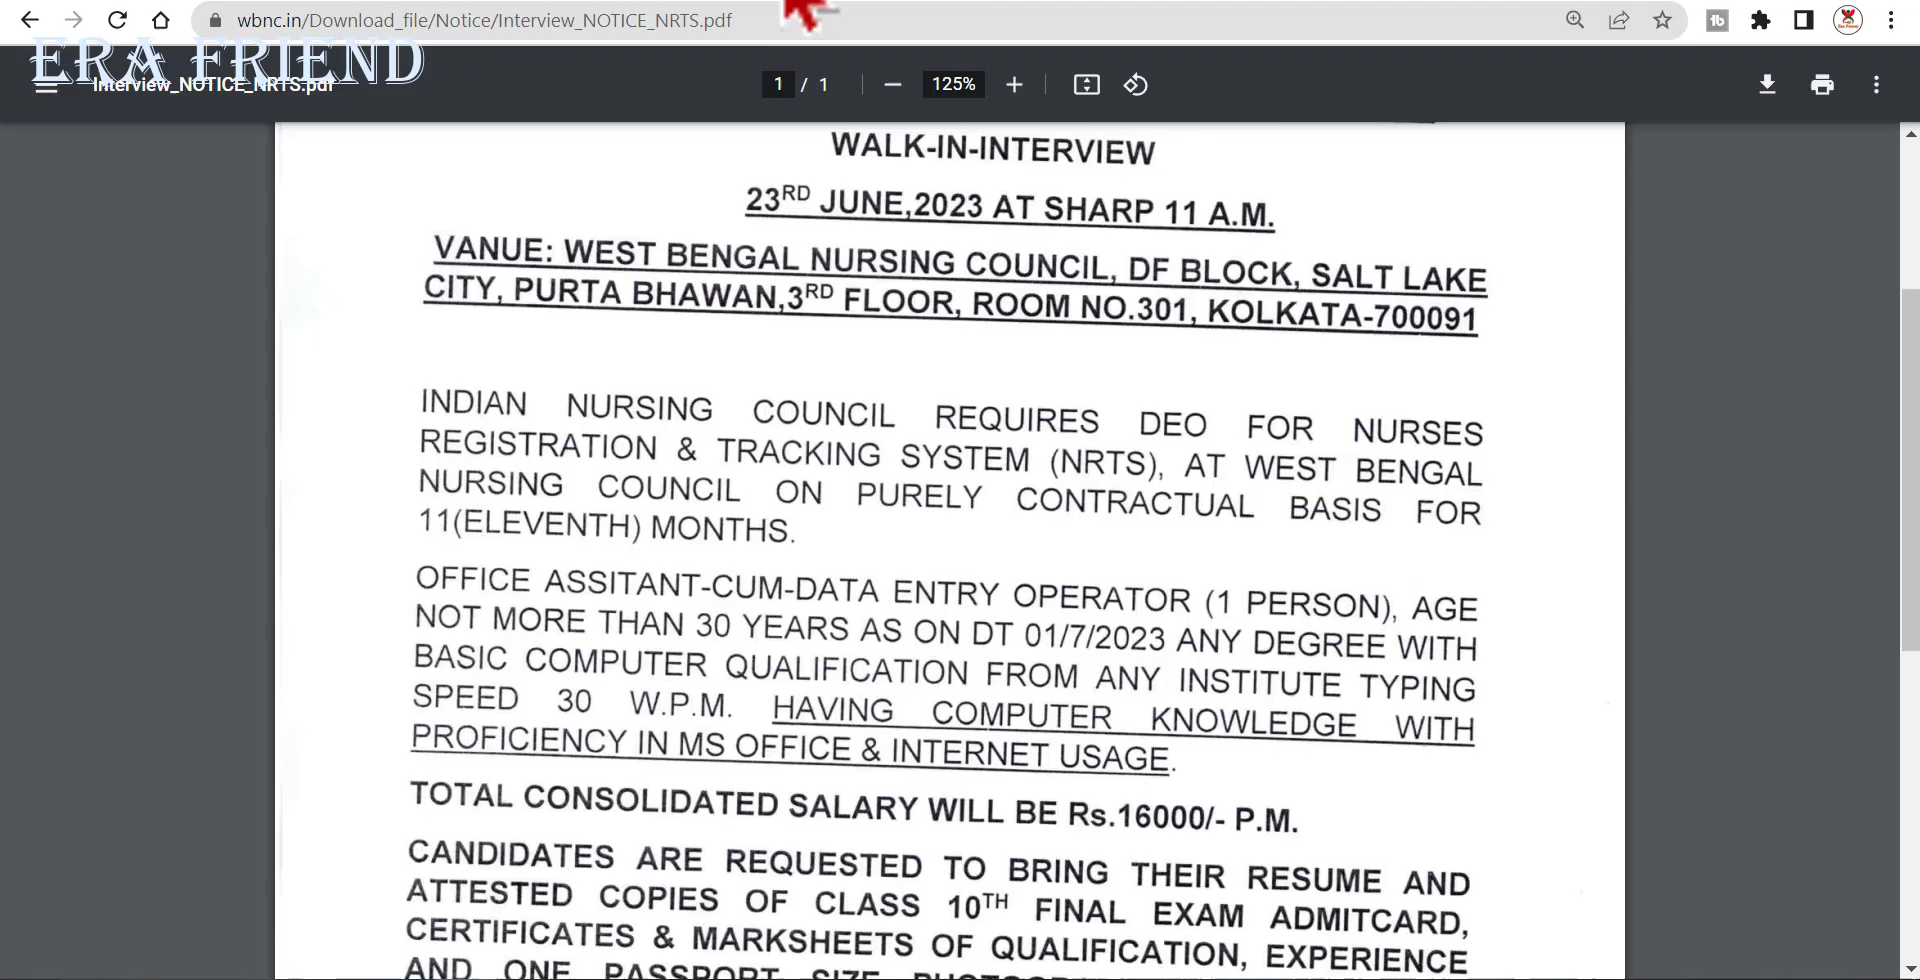 wbnc.in/Download_file/Notice/Interview_NOTICE_NRTS.pdf
ERA FRIEND
Interview_NOTICE_NRTS.pdf
1 / 1
125%
WALK-IN-INTERVIEW
23RD JUNE,2023 AT SHARP 11 A.M.
VANUE: WEST BENGAL NURSING COUNCIL, DF BLOCK, SALT LAKE
CITY, PURTA BHAWAN,3RD FLOOR, ROOM NO.301, KOLKATA-700091
INDIAN NURSING COUNCIL REQUIRES DEO FOR NURSES
REGISTRATION & TRACKING SYSTEM (NRTS), AT WEST BENGAL
NURSING COUNCIL ON PURELY CONTRACTUAL BASIS FOR
11(ELEVENTH) MONTHS.
OFFICE ASSITANT-CUM-DATA ENTRY OPERATOR (1 PERSON), AGE
NOT MORE THAN 30 YEARS AS ON DT 01/7/2023 ANY DEGREE WITH
BASIC COMPUTER QUALIFICATION FROM ANY INSTITUTE TYPING
SPEED 30 W.P.M. HAVING COMPUTER KNOWLEDGE WITH
PROFICIENCY IN MS OFFICE & INTERNET USAGE.
TOTAL CONSOLIDATED SALARY WILL BE Rs.16000/- P.M.
CANDIDATES ARE REQUESTED TO BRING THEIR RESUME AND
ATTESTED COPIES OF CLASS 10TH FINAL EXAM ADMITCARD,
CERTIFICATES & MARKSHEETS OF QUALIFICATION, EXPERIENCE
AND ONE PASSPORT SIZE